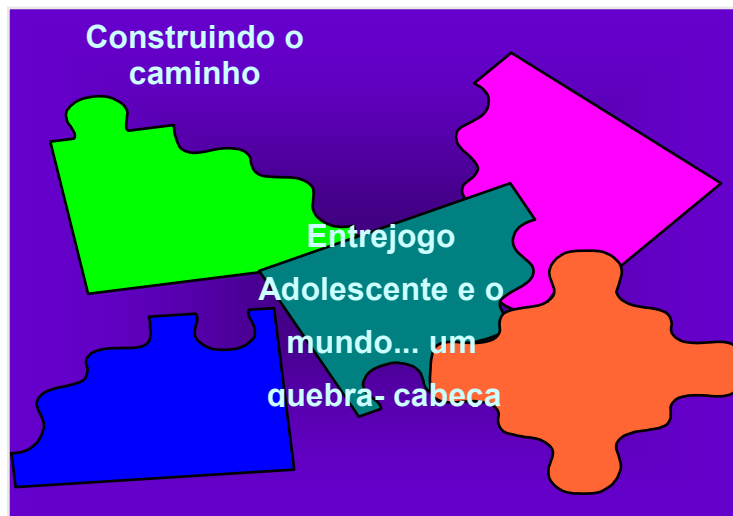 Construindo o
caminho
Entrejogo
Adolescente e o
mundo... um
quebra- cabeca